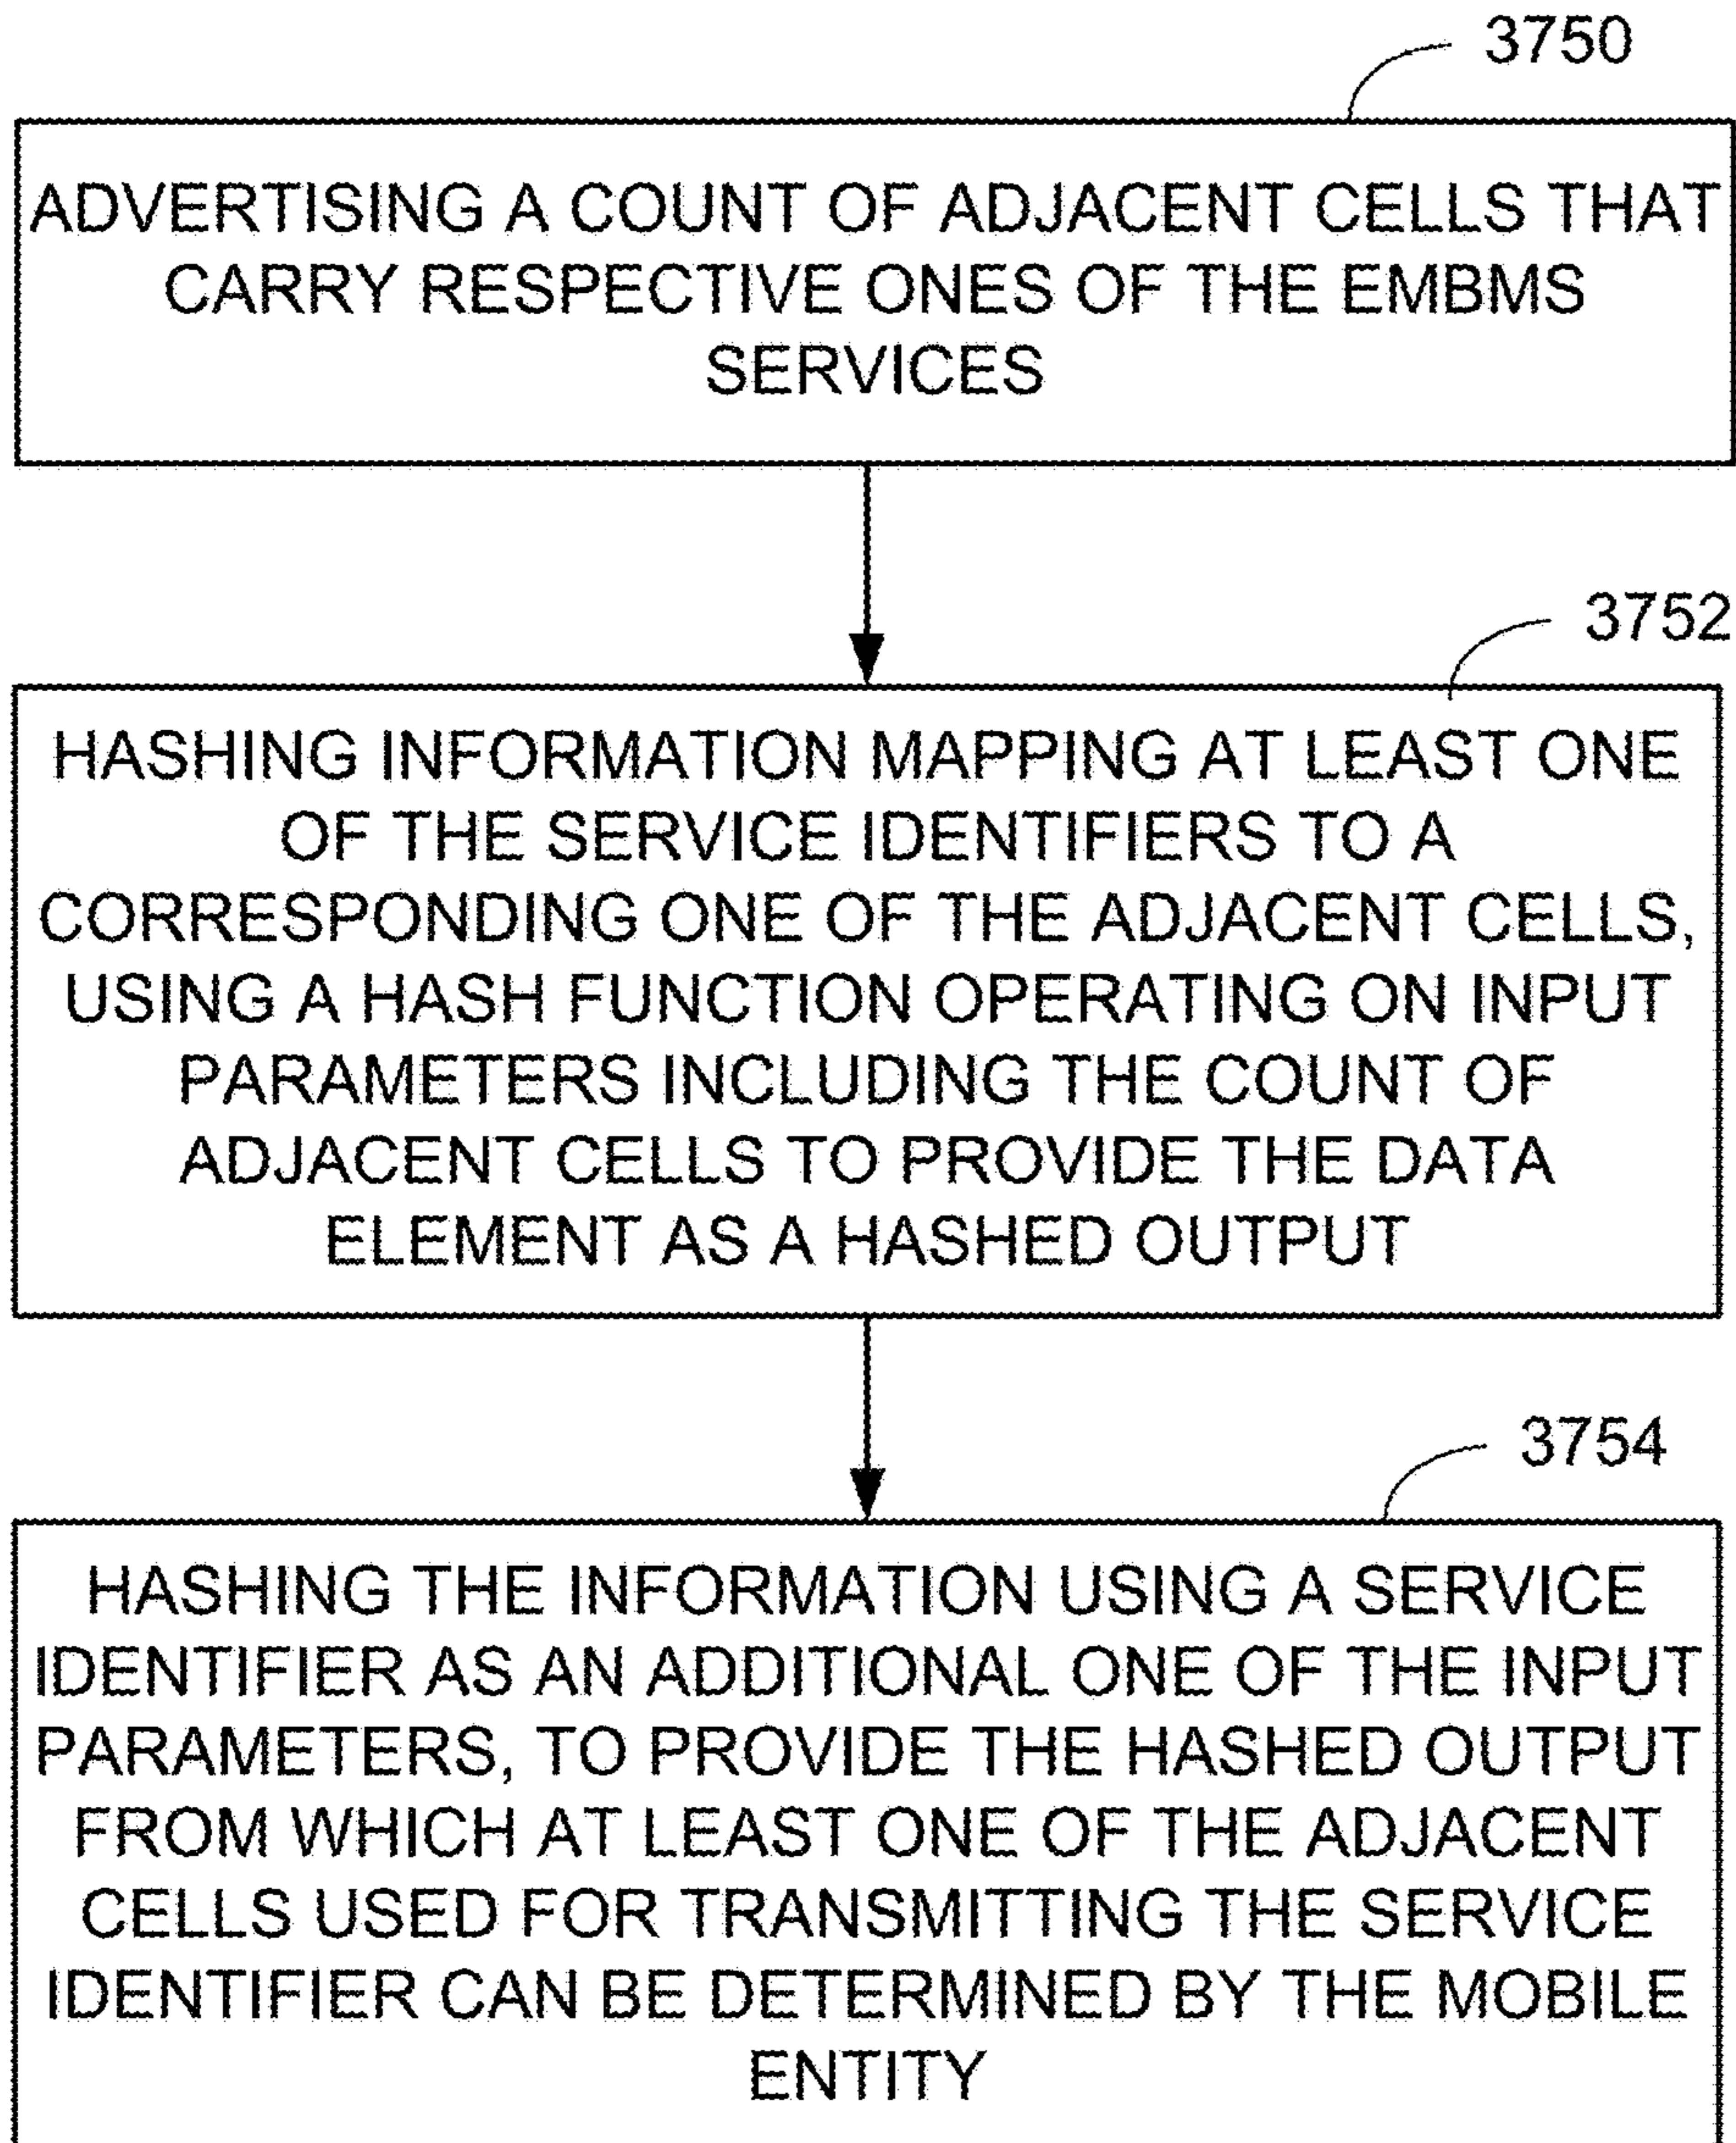 3750
ADVERTISING A COUNT OF ADJACENT CELLS THAT
CARRY RESPECTIVE ONES OF THE EMBMS
SERVICES
3752
HASHING INFORMATION MAPPING AT LEAST ONE
OF THE SERVICE IDENTIFIERS TO A
CORRESPONDING ONE OF THE ADJACENT CELLS,
USING A HASH FUNCTION OPERATING ON INPUT
PARAMETERS INCLUDING THE COUNT OF
ADJACENT CELLS TO PROVIDE THE DATA
ELEMENT AS A HASHED OUTPUT
3754
HASHING THE INFORMATION USING A SERVICE
IDENTIFIER AS AN ADDITIONAL ONE OF THE INPUT
PARAMETERS, TO PROVIDE THE HASHED OUTPUT
FROM WHICH AT LEAST ONE OF THE ADJACENT
CELLS USED FOR TRANSMITTING THE SERVICE
IDENTIFIER CAN BE DETERMINED BY THE MOBILE
ENTITY